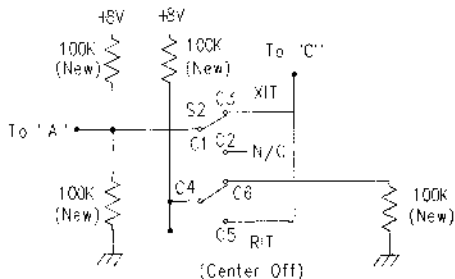 +8V
+8V
100K
(New)
100K
(New)
To "C"
S2
C3
XIT
To "A"
C1
C2
N/C
100K
(New)
C4
C6
100K
(New)
C5
RIT
(Center Off)